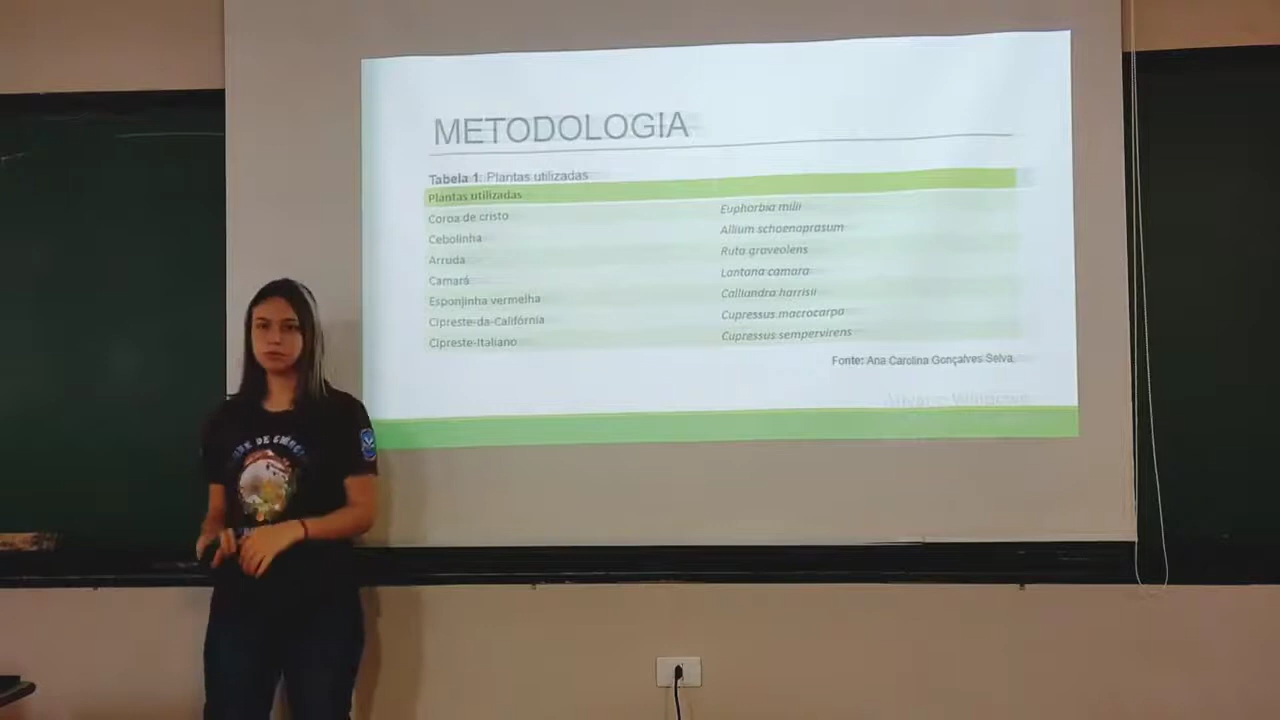 METODOLOGIA
Tabela 1: Plantas utilizadas
Plantas utilizadas
Coroa de cristo Euphorbia milii
Cebolinha Allium schoenoprasum
Arruda Ruta graveolens
Camará Lantana camara
Esponjinha vermelha Calliandra harrisii
Cipreste-da-Califórnia Cupressus macrocarpa
Cipreste-Italiano Cupressus sempervirens
Fonte: Ana Carolina Gonçalves Selva.
Windows
DE